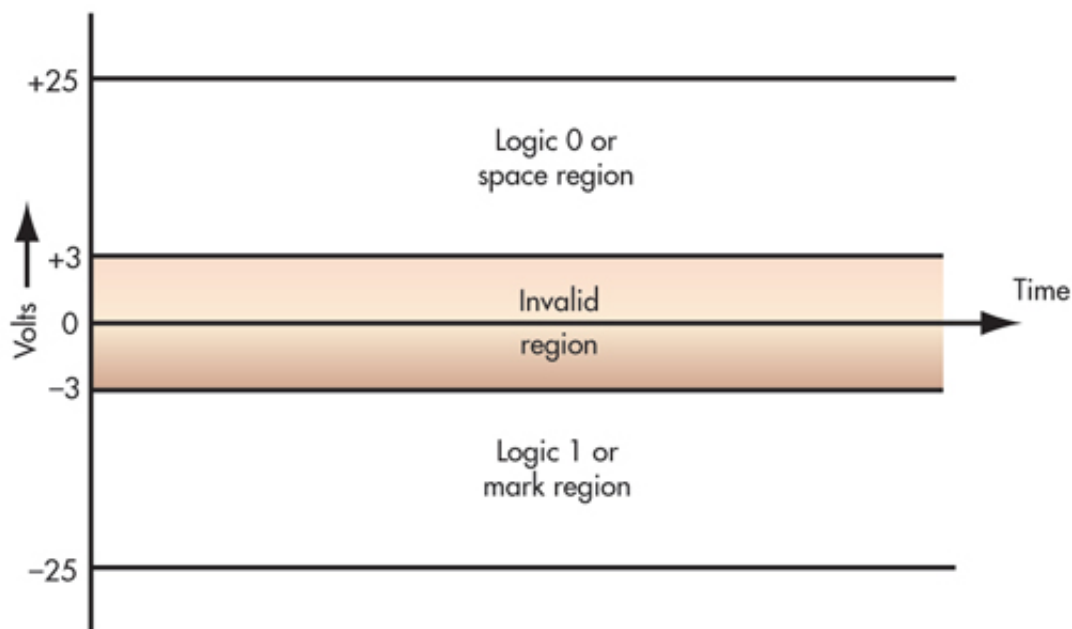 +25
Logic 0 or
space region
+3
Invalid
Time
Volts
0
region
−3
Logic 1 or
mark region
−25